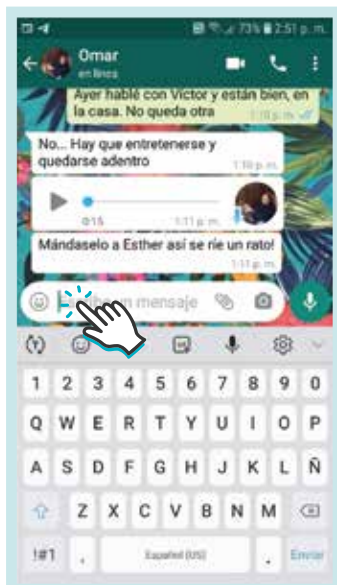 73% 2:51 p. m.
Omar
en línea
Ayer hablé con Víctor y están bien, en
la casa. No queda otra
No... Hay que entretenerse y
quedarse adentro
1:10 p. m.
0:15
1:11 p. m.
Mándaselo a Esther así se ríe un rato!
1:11 p. m.
un mensaje
1 2 3 4 5 6 7 8 9 0
Q W E R T Y U I O P
A S D F G H J K L Ñ
Z X C V B N M
!#1 , Español (US) . Enviar